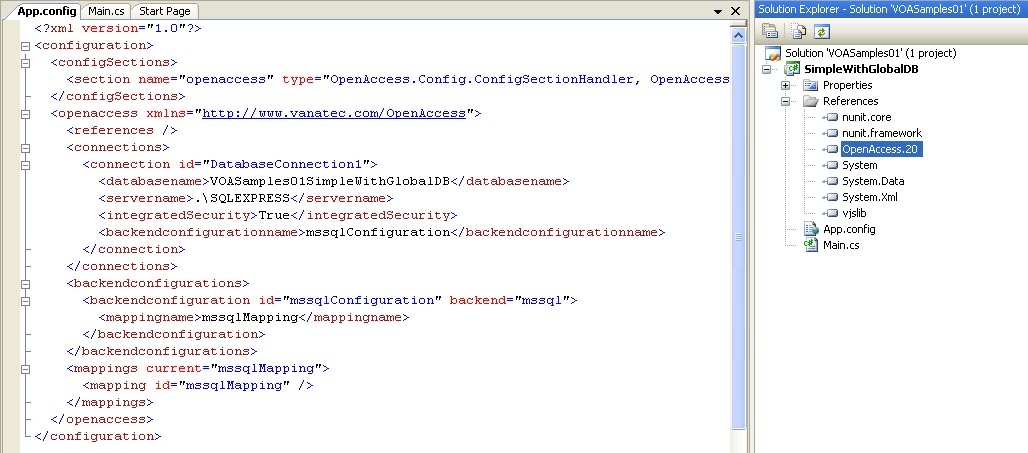 App.config Main.cs Start Page
<?xml version="1.0"?>
<configuration>
<configSections>
<section name="openaccess" type="OpenAccess.Config.ConfigSectionHandler, OpenAccess
</configSections>
<openaccess xmlns="http://www.vanatec.com/OpenAccess">
<references />
<connections>
<connection id="DatabaseConnection1">
<databasename>VOASamples01SimpleWithGlobalDB</databasename>
<servername>.\SQLEXPRESS</servername>
<integratedSecurity>True</integratedSecurity>
<backendconfigurationname>mssqlConfiguration</backendconfigurationname>
</connection>
</connections>
<backendconfigurations>
<backendconfiguration id="mssqlConfiguration" backend="mssql">
<mappingname>mssqlMapping</mappingname>
</backendconfiguration>
</backendconfigurations>
<mappings current="mssqlMapping">
<mapping id="mssqlMapping" />
</mappings>
</openaccess>
</configuration>
Solution Explorer - Solution 'VOASamples01' (1 project)
Solution 'VOASamples01' (1 project)
SimpleWithGlobalDB
Properties
References
nunit.core
nunit.framework
OpenAccess.20
System
System.Data
System.Xml
vjslib
App.config
Main.cs